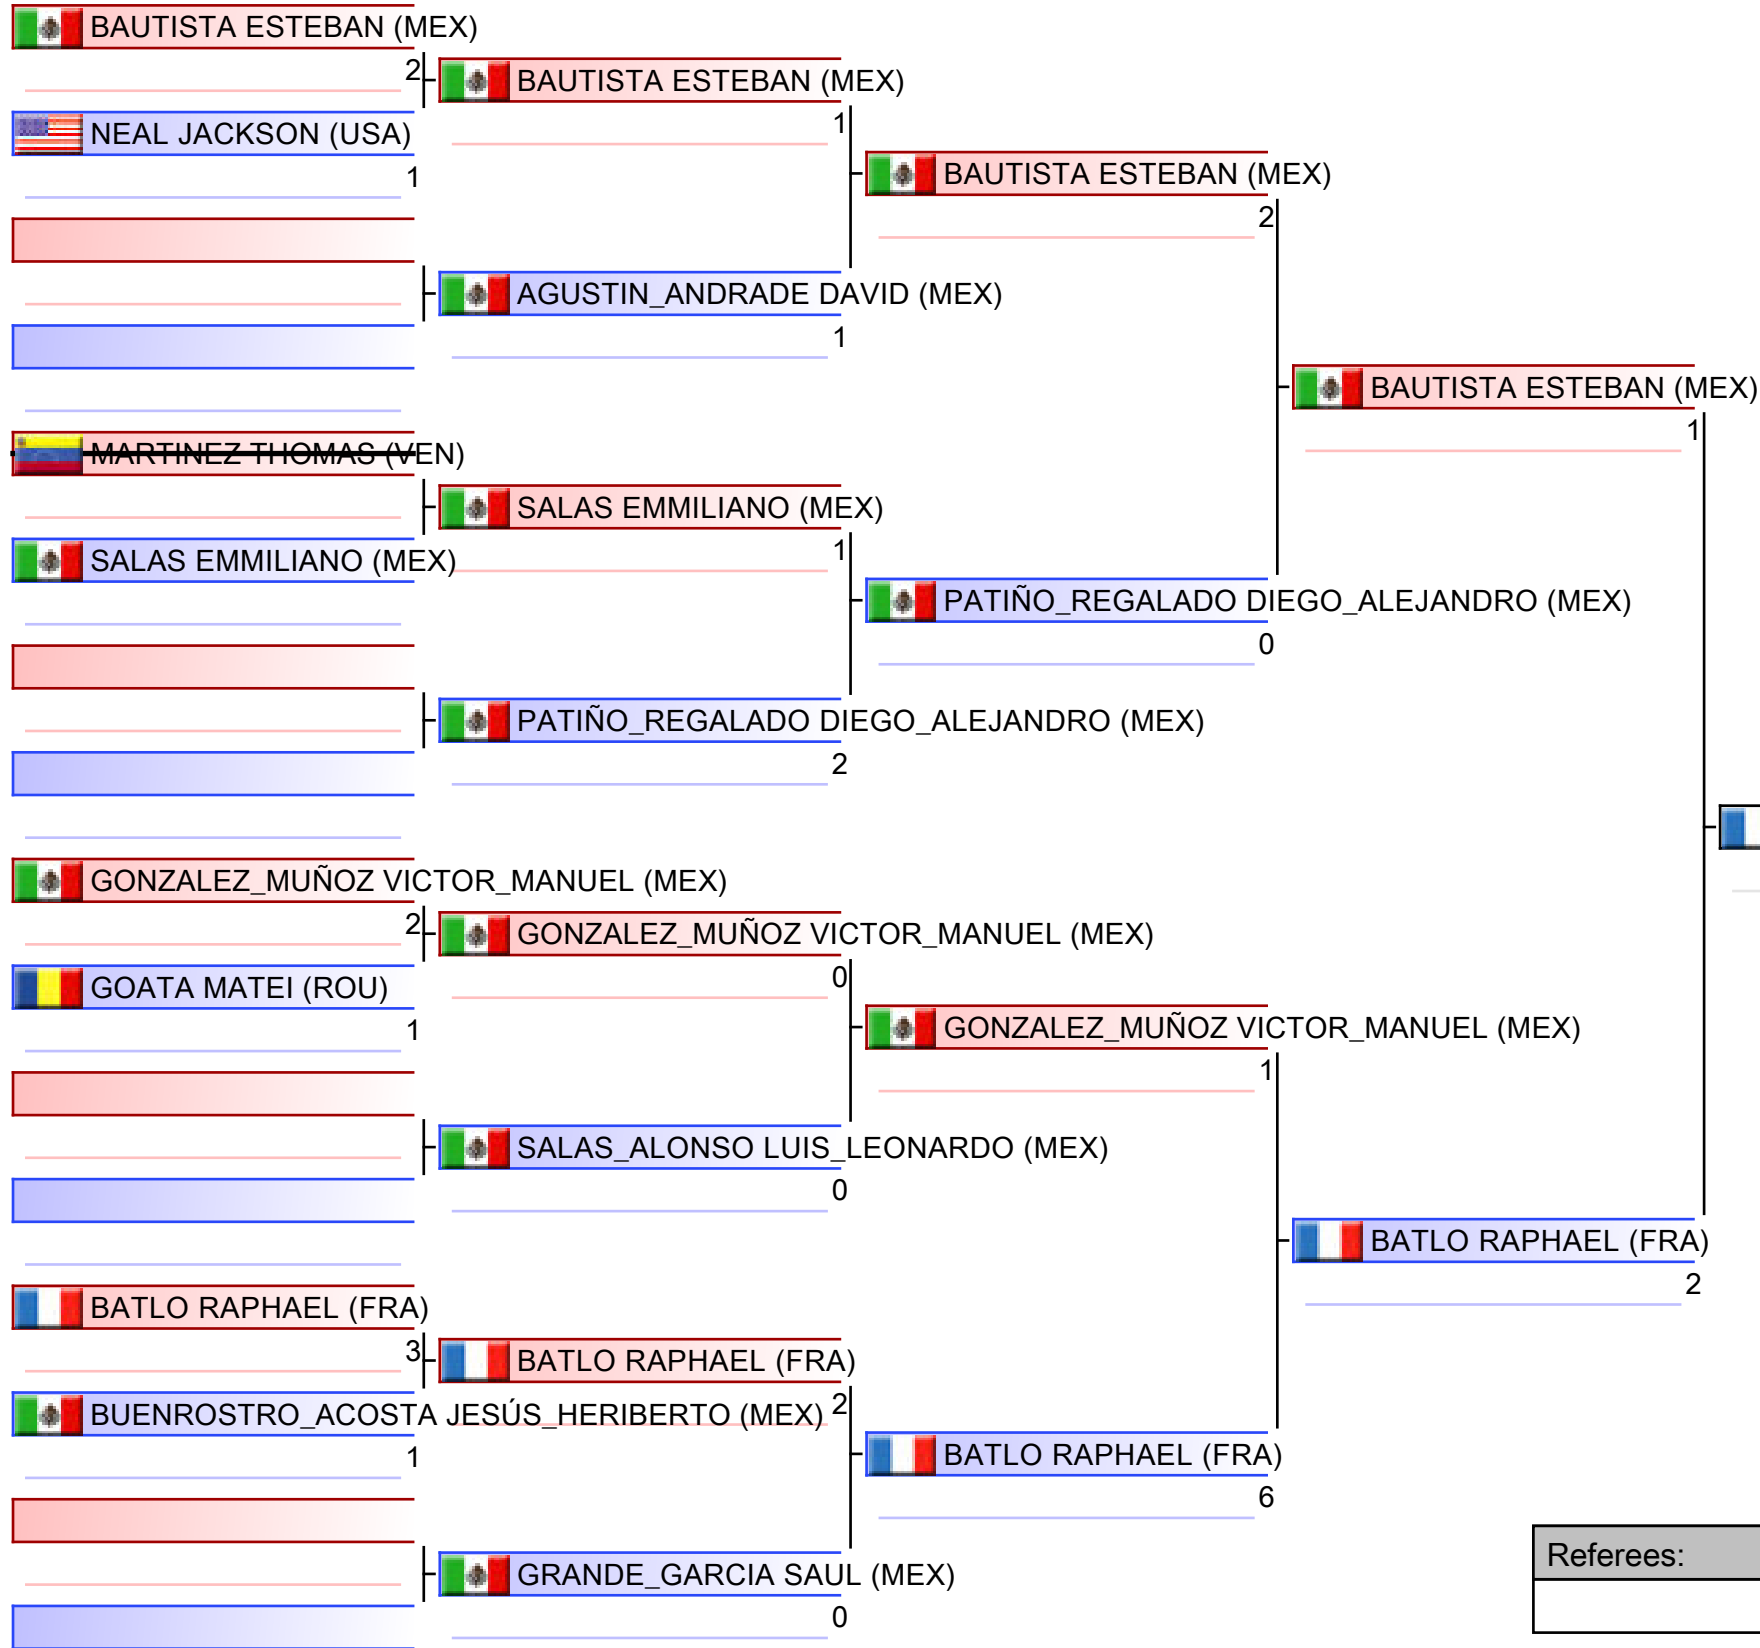 BAUTISTA ESTEBAN (MEX)
2
NEAL JACKSON (USA)
1
MARTINEZ THOMAS (VEN)
SALAS EMMILIANO (MEX)
GONZALEZ_MUÑOZ VICTOR_MANUEL (MEX)
2
GOATA MATEI (ROU)
1
BATLO RAPHAEL (FRA)
3
BUENROSTRO_ACOSTA JESÚS_HERIBERTO (MEX)
1
BAUTISTA ESTEBAN (MEX)
1
AGUSTIN_ANDRADE DAVID (MEX)
1
SALAS EMMILIANO (MEX)
1
PATIÑO_REGALADO DIEGO_ALEJANDRO (MEX)
2
GONZALEZ_MUÑOZ VICTOR_MANUEL (MEX)
0
SALAS_ALONSO LUIS_LEONARDO (MEX)
0
BATLO RAPHAEL (FRA)
2
GRANDE_GARCIA SAUL (MEX)
0
BAUTISTA ESTEBAN (MEX)
2
PATIÑO_REGALADO DIEGO_ALEJANDRO (MEX)
0
GONZALEZ_MUÑOZ VICTOR_MANUEL (MEX)
1
BATLO RAPHAEL (FRA)
6
BAUTISTA ESTEBAN (MEX)
1
BATLO RAPHAEL (FRA)
2
Referees: